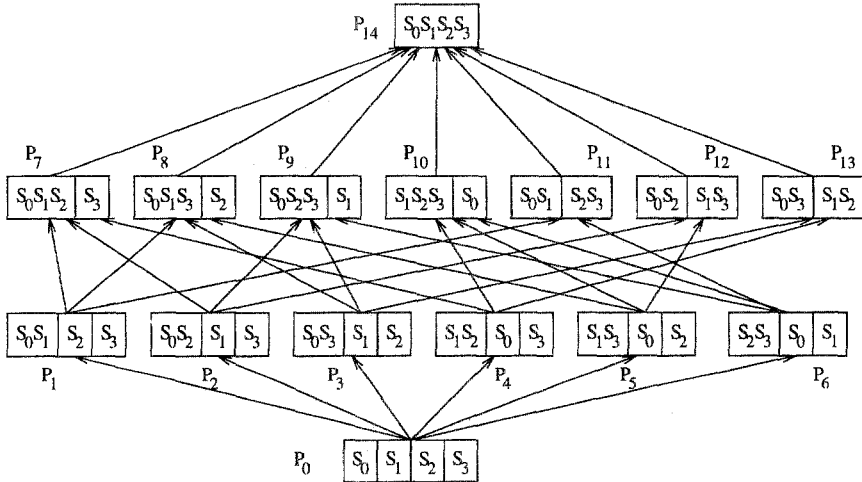 P₁₄ S₀S₁S₂S₃
P₇ P₈ P₉ P₁₀ P₁₁ P₁₂ P₁₃
S₀S₁S₂ S₃ S₀S₁S₃ S₂ S₀S₂S₃ S₁ S₁S₂S₃ S₀ S₀S₁ S₂S₃ S₀S₂ S₁S₃ S₀S₃ S₁S₂
S₀S₁ S₂ S₃ S₀S₂ S₁ S₃ S₀S₃ S₁ S₂ S₁S₂ S₀ S₃ S₁S₃ S₀ S₂ S₂S₃ S₀ S₁
P₁ P₂ P₃ P₄ P₅ P₆
P₀ S₀ S₁ S₂ S₃